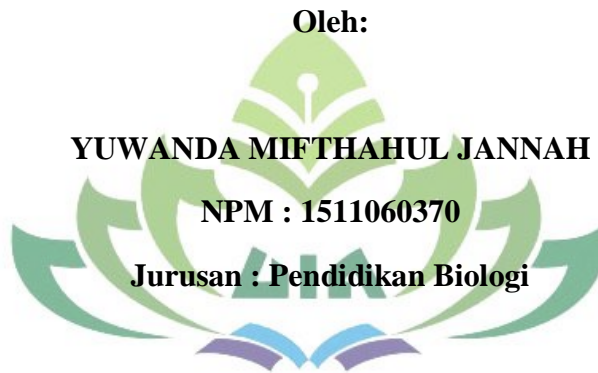 Oleh:
YUWANDA MIFTHAHUL JANNAH
NPM : 1511060370
Jurusan : Pendidikan Biologi